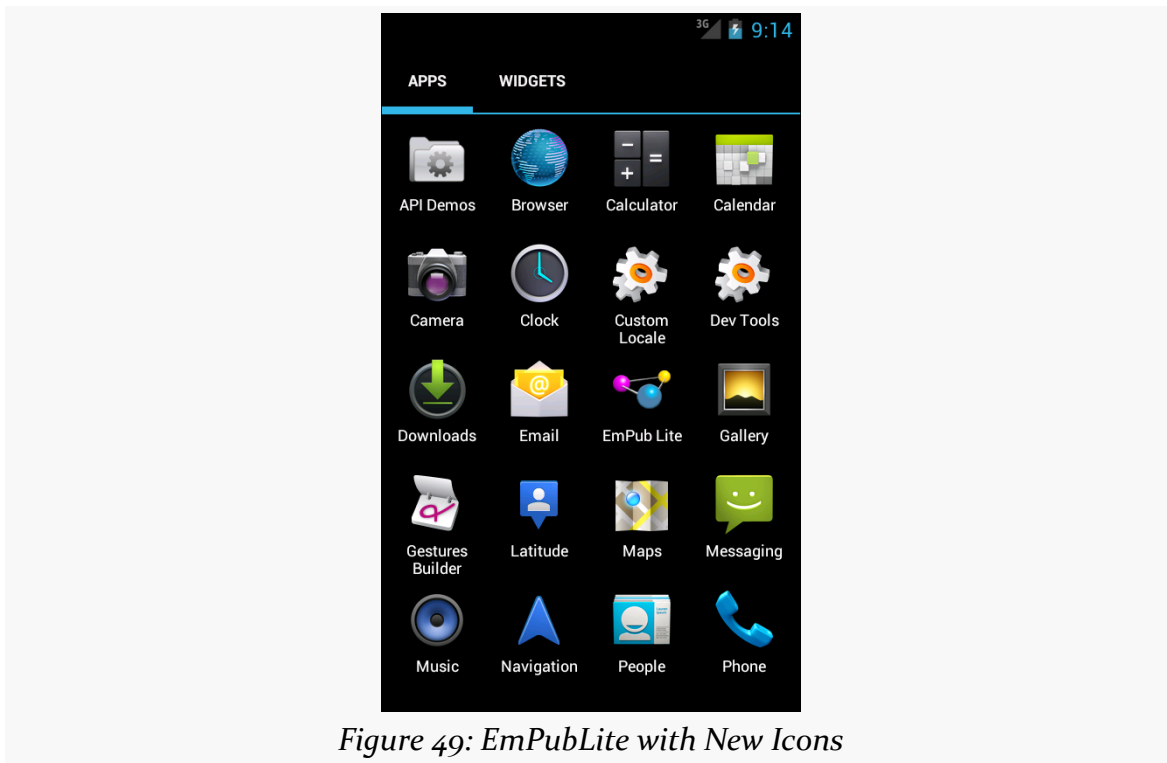 3G 9:14
APPS WIDGETS
API Demos Browser Calculator Calendar
Camera Clock Custom Locale Dev Tools
Downloads Email EmPub Lite Gallery
Gestures Builder Latitude Maps Messaging
Music Navigation People Phone
Figure 49: EmPubLite with New Icons